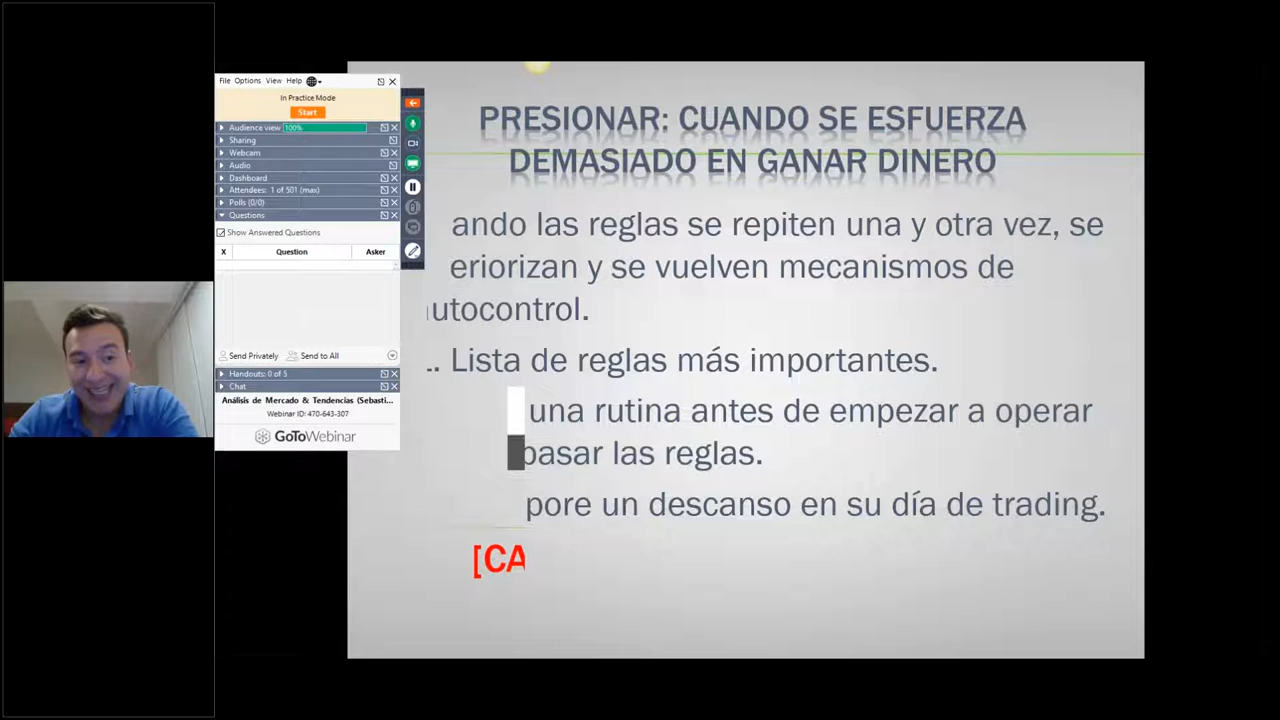 File Options View Help
In Practice Mode
Start
Audience view 100%
Sharing
Webcam
Audio
Dashboard
Attendees: 1 of 501 (max)
Polls (0/0)
Questions
Show Answered Questions
X Question Asker
Send Privately Send to All
Handouts: 0 of 5
Chat
Análisis de Mercado & Tendencias (Sebasti...
Webinar ID: 470-643-307
GoToWebinar
PRESIONAR: CUANDO SE ESFUERZA
DEMASIADO EN GANAR DINERO
ando las reglas se repiten una y otra vez, se
eriorizan y se vuelven mecanismos de
utocontrol.
.. Lista de reglas más importantes.
una rutina antes de empezar a operar
pasar las reglas.
pore un descanso en su día de trading.
[CA